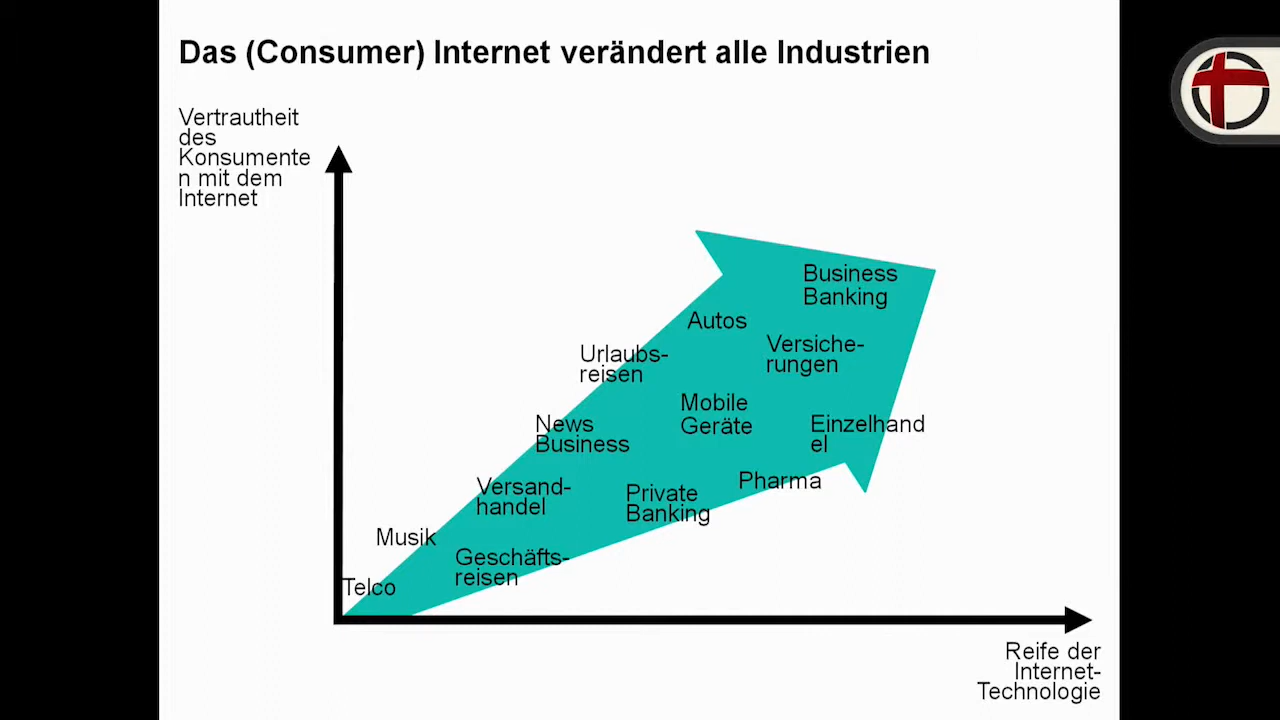 Das (Consumer) Internet verändert alle Industrien
Vertrautheit
des
Konsumente
n mit dem
Internet
Business
Banking
Autos
Versiche-
rungen
Urlaubs-
reisen
Mobile
Geräte
News
Business
Einzelhand
el
Pharma
Versand-
handel
Private
Banking
Musik
Geschäfts-
reisen
Telco
Reife der
Internet-
Technologie